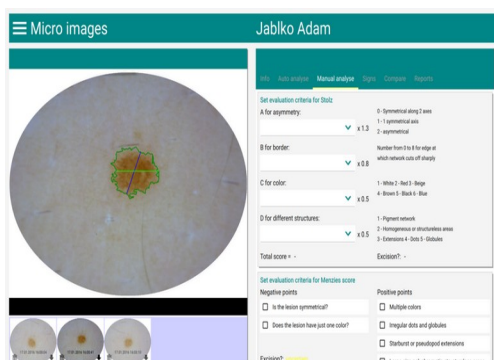 Micro images
Jablko Adam
Info Auto analyse Manual analyse Signs Compare Reports
Set evaluation criteria for Stolz
A for asymmetry:
x 1.3
0 - Symmetrical along 2 axes
1 - 1 symmetrical axis
2 - asymmetrical
B for border:
x 0.8
Number from 0 to 8 for edge at
which network cuts off sharply
C for color:
x 0.5
1 - White 2 - Red 3 - Beige
4 - Brown 5 - Black 6 - Blue
D for different structures:
x 0.5
1 - Pigment network
2 - Homogeneous or structureless areas
3 - Extensions 4 - Dots 5 - Globules
Total score = -
Excision?: -
Set evaluation criteria for Menzies score
Negative points
Positive points
Is the lesion symmetrical?
Multiple colors
Does the lesion have just one color?
Irregular dots and globules
Starburst or pseudopod extensions
Excision?: